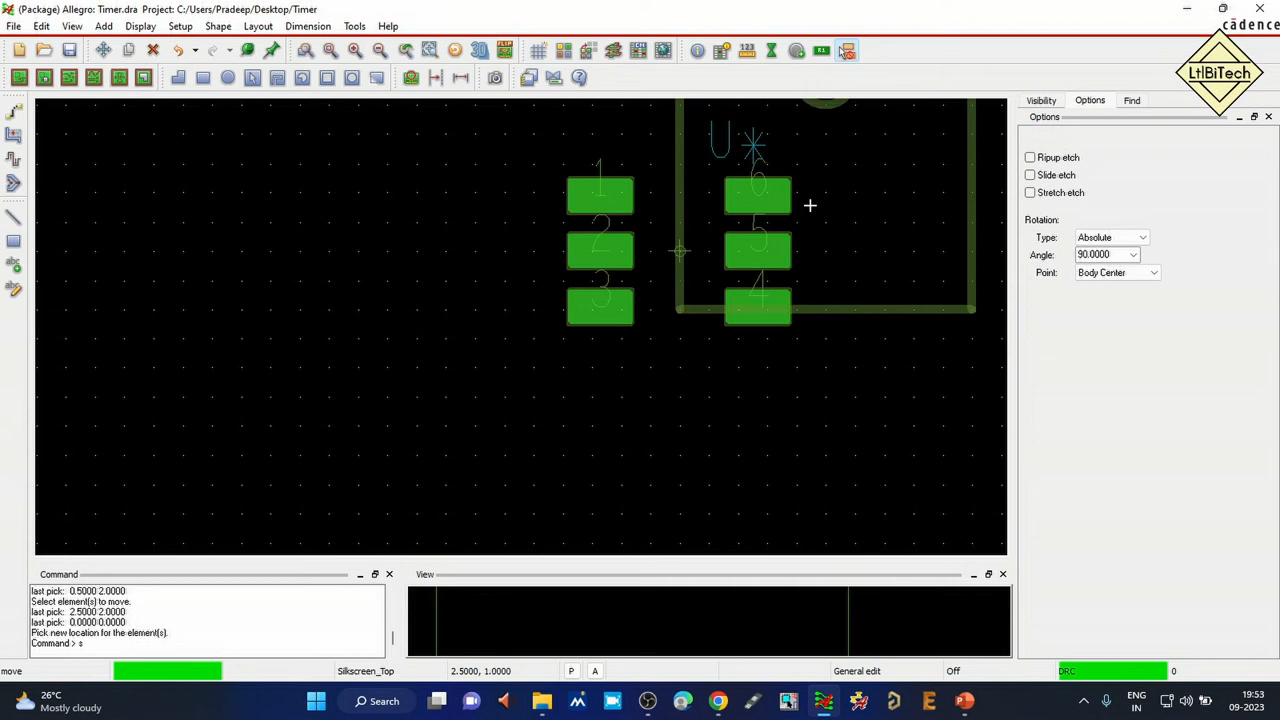 (Package) Allegro: Timer.dra Project: C:/Users/Pradeep/Desktop/Timer
cādence
File Edit View Add Display Setup Shape Layout Dimension Tools Help
LtlBiTech
Visibility Options Find
Options
Ripup etch
Slide etch
Stretch etch
Rotation:
Type: Absolute
Angle: 90.0000
Point: Body Center
U*
1 6
2 5
3 4
Command
View
last pick: 0.5000 2.0000
Select element(s) to move.
last pick: 2.5000 2.0000
last pick: 0.0000 0.0000
Pick new location for the element(s).
Command > s
move Silkscreen_Top 2.5000, 1.0000 P A General edit Off DRC 0
26°C
Mostly cloudy
Search
ENG
IN
19:53
09-2023